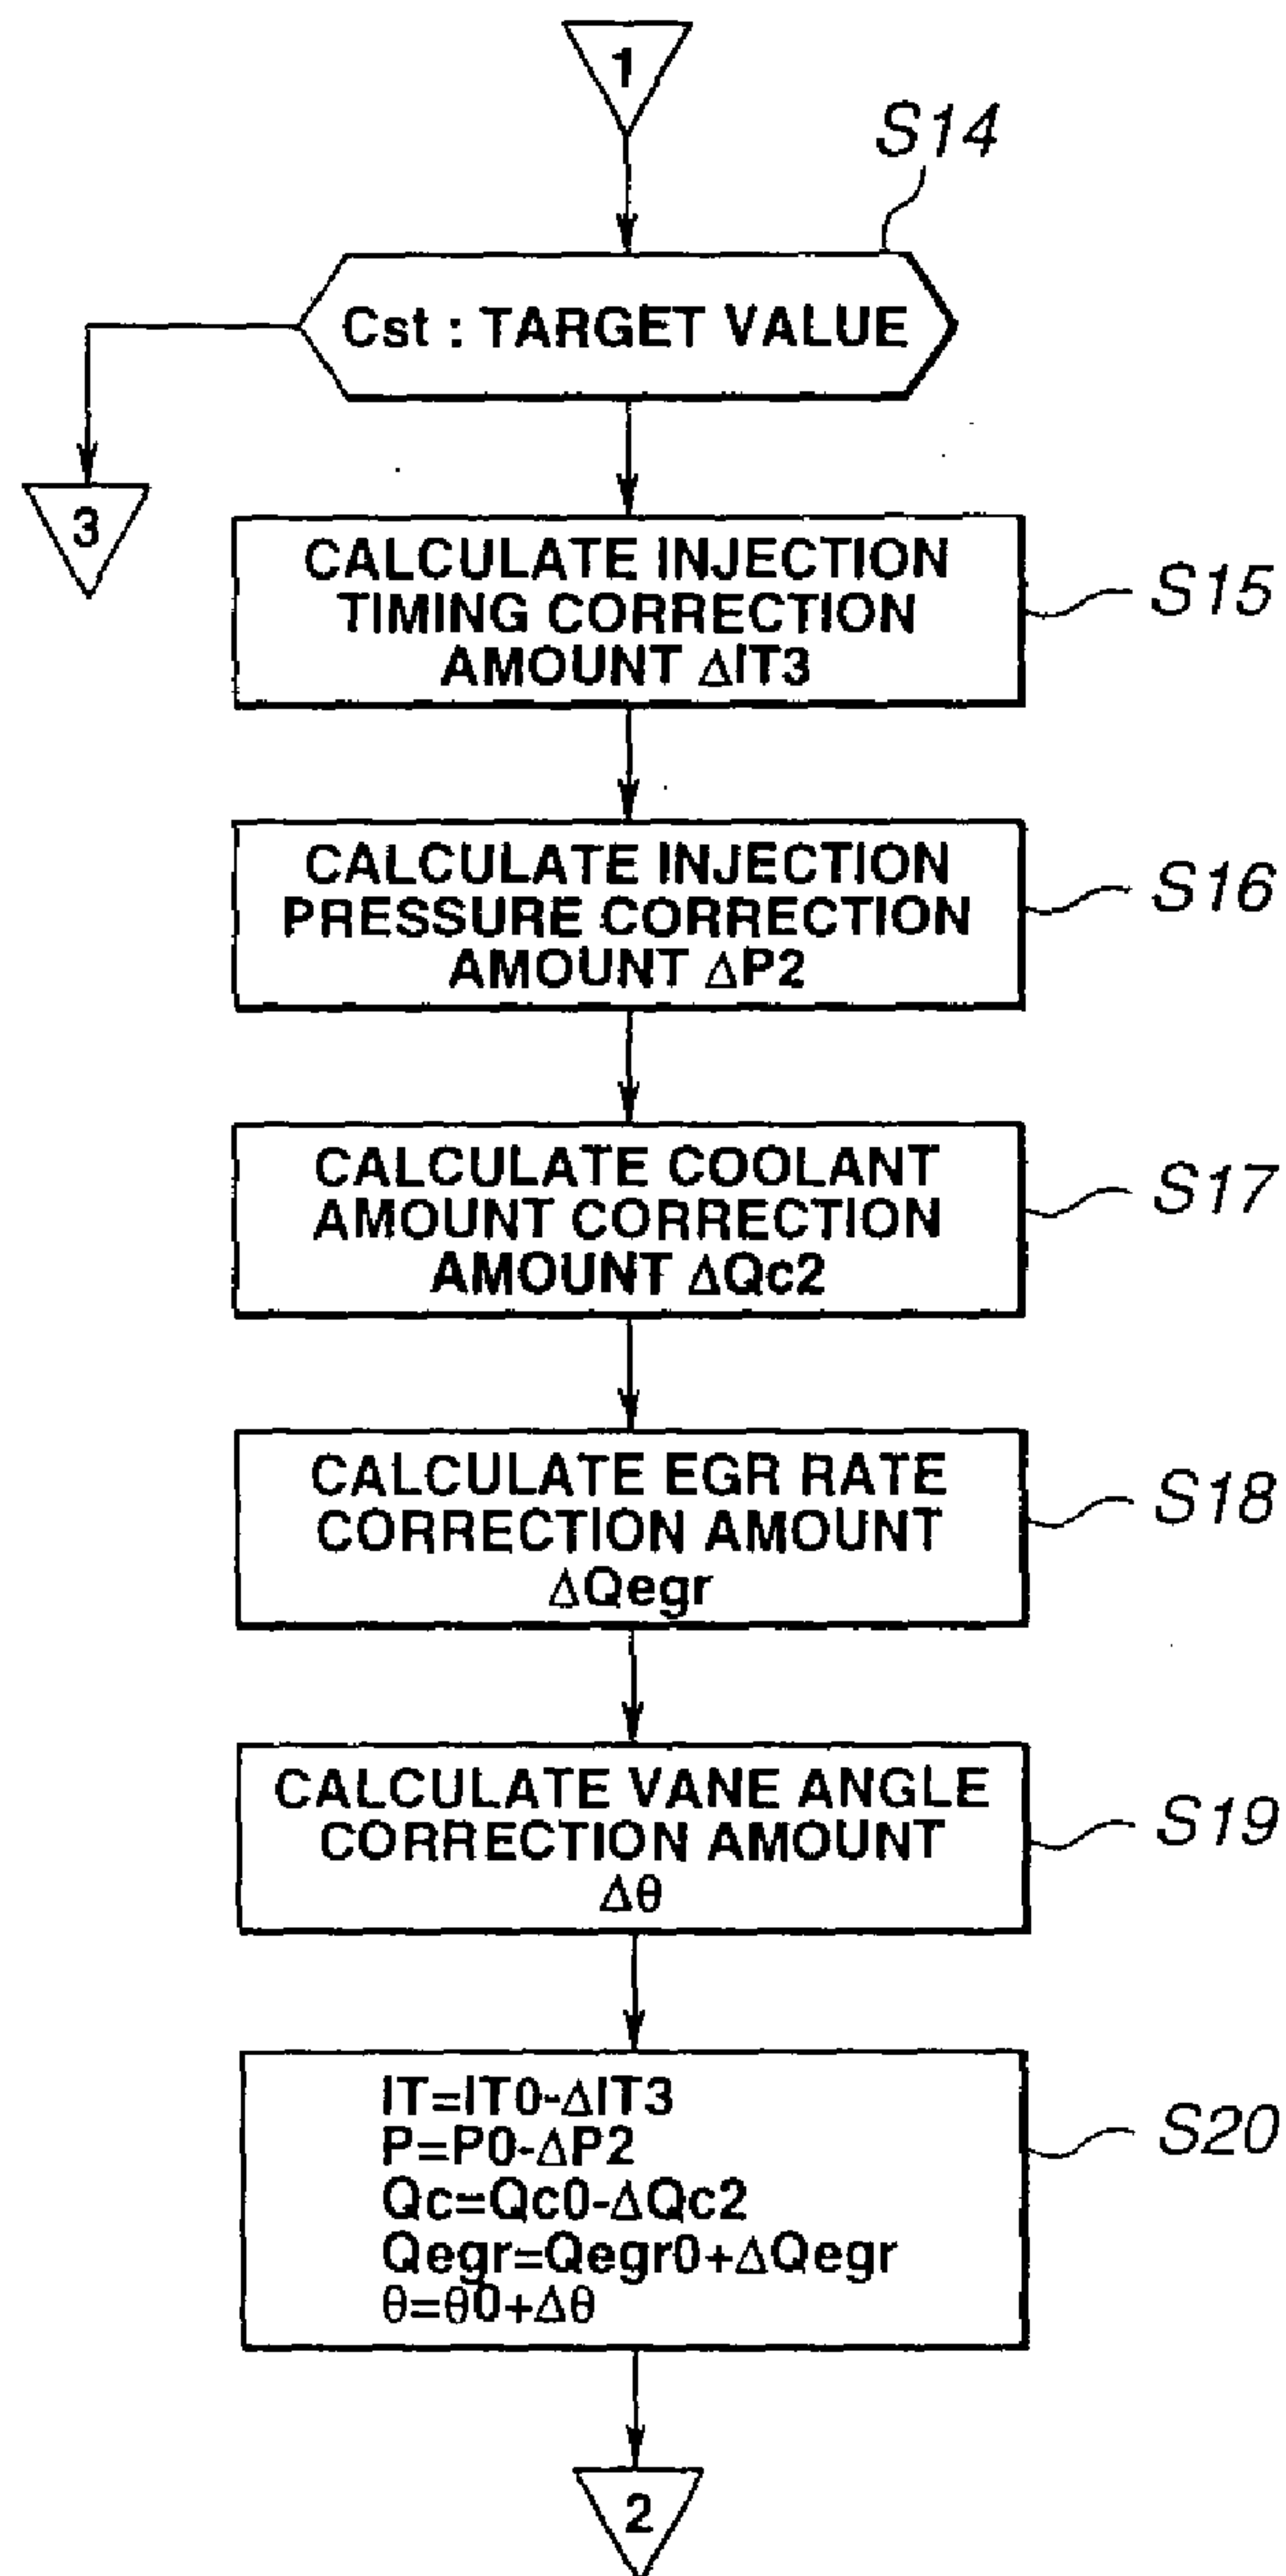 1
S14
Cst : TARGET VALUE
3
CALCULATE INJECTION
TIMING CORRECTION
AMOUNT ΔIT3
S15
CALCULATE INJECTION
PRESSURE CORRECTION
AMOUNT ΔP2
S16
CALCULATE COOLANT
AMOUNT CORRECTION
AMOUNT ΔQc2
S17
CALCULATE EGR RATE
CORRECTION AMOUNT
ΔQegr
S18
CALCULATE VANE ANGLE
CORRECTION AMOUNT
Δθ
S19
IT=IT0-ΔIT3
P=P0-ΔP2
Qc=Qc0-ΔQc2
Qegr=Qegr0+ΔQegr
θ=θ0+Δθ
S20
2